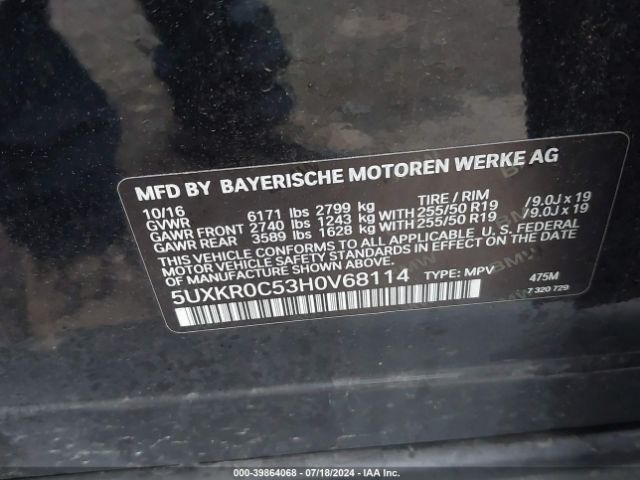 MFD BY BAYERISCHE MOTOREN WERKE AG
10/16 TIRE / RIM
GVWR 6171 lbs 2799 kg
GAWR FRONT 2740 lbs 1243 kg WITH 255/50 R19 /9.0J x 19
GAWR REAR 3589 lbs 1628 kg WITH 255/50 R19 /9.0J x 19
THIS VEHICLE CONFORMS TO ALL APPLICABLE U. S. FEDERAL
MOTOR VEHICLE SAFETY STANDARDS IN EFFECT ON THE DATE
OF MANUFACTURE SHOWN ABOVE.
5UXKR0C53H0V68114 TYPE: MPV 475M
7 320 729
000-39864068 / 07/18/2024 - IAA Inc.